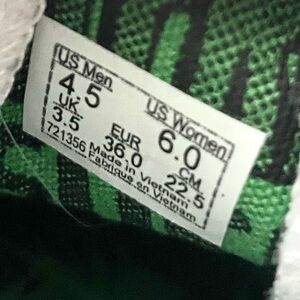 US Men US Women
4.5 6.0
UK EUR CM
3.5 36.0 22.5
721356 Made in Vietnam
Fabriqué en Vietnam